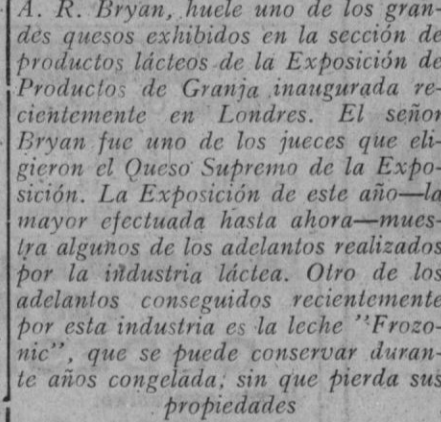 A. R. Bryan, huele uno de los gran-
des quesos exhibidos en la sección de
productos lácteos de la Exposición de
Productos de Granja inaugurada re-
cientemente en Londres. El señor
Bryan fue uno de los jueces que eli-
gieron el Queso Supremo de la Expo-
sición. La Exposición de este año—la
mayor efectuada hasta ahora—mues-
tra algunos de los adelantos realizados
por la industria láctea. Otro de los
adelantos conseguidos recientemente
por esta industria es la leche "Frozo-
nic", que se puede conservar duran-
te años congelada, sin que pierda sus
propiedades